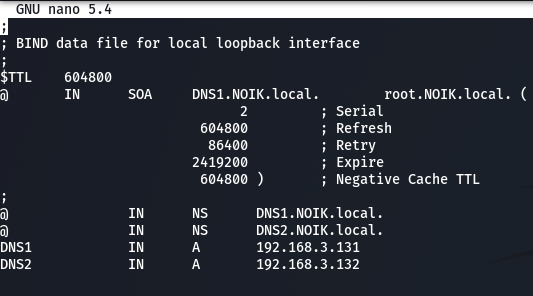 GNU nano 5.4
;
; BIND data file for local loopback interface
;
$TTL    604800
@       IN      SOA     DNS1.NOIK.local.        root.NOIK.local. (
                              2         ; Serial
                         604800         ; Refresh
                          86400         ; Retry
                        2419200         ; Expire
                         604800 )       ; Negative Cache TTL
;
@               IN      NS      DNS1.NOIK.local.
@               IN      NS      DNS2.NOIK.local.
DNS1            IN      A       192.168.3.131
DNS2            IN      A       192.168.3.132